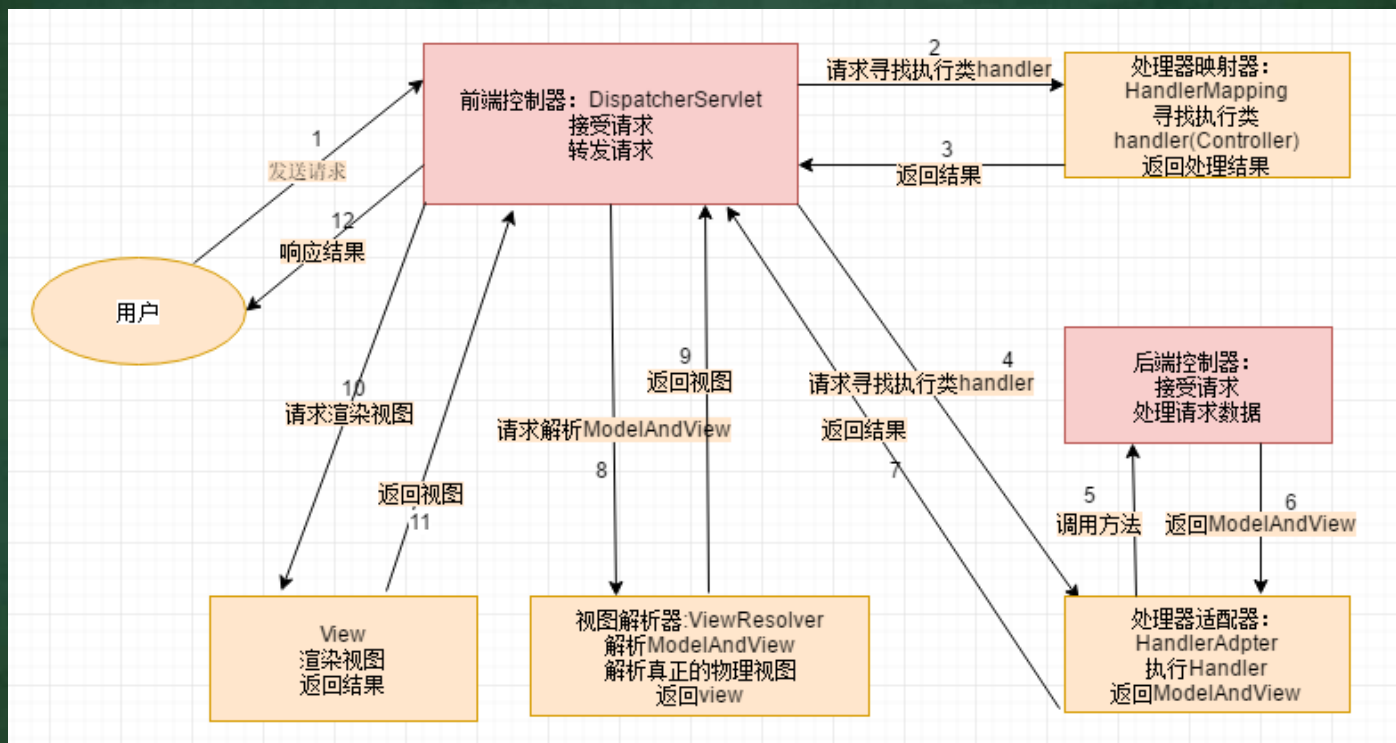 2
请求寻找执行类handler
处理器映射器：
HandlerMapping
寻找执行类
handler(Controller)
返回处理结果
前端控制器：DispatcherServlet
接受请求
转发请求
1
发送请求
3
返回结果
12
响应结果
用户
9
返回视图
4
请求寻找执行类handler
后端控制器：
接受请求
处理请求数据
10
请求渲染视图
请求解析ModelAndView
8
返回结果
7
返回视图
11
5
调用方法
6
返回ModelAndView
View
渲染视图
返回结果
视图解析器:ViewResolver
解析ModelAndView
解析真正的物理视图
返回view
处理器适配器：
HandlerAdpter
执行Handler
返回ModelAndView